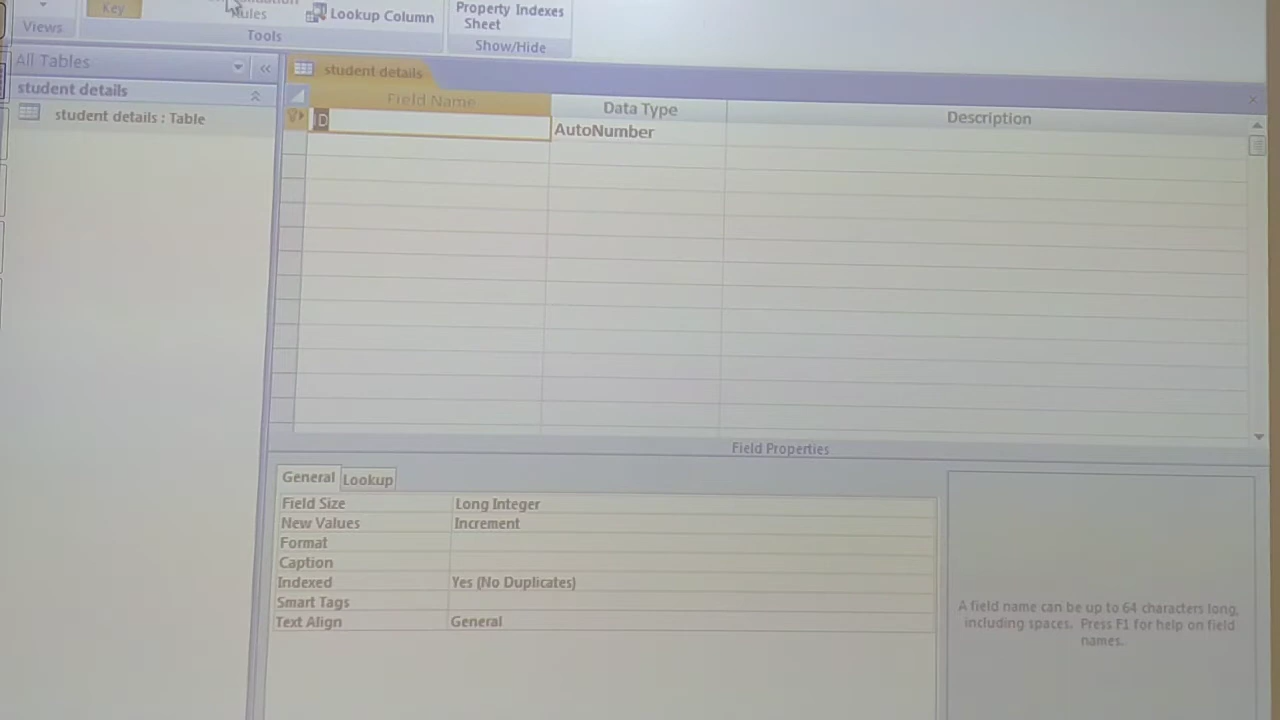 Key
Rules
Lookup Column
Property Indexes
Sheet
Views
Tools
Show/Hide
All Tables
student details
student details
student details : Table
Field Name
Data Type
Description
ID
AutoNumber
Field Properties
General
Lookup
Field Size
Long Integer
New Values
Increment
Format
Caption
Indexed
Yes (No Duplicates)
Smart Tags
Text Align
General
A field name can be up to 64 characters long,
including spaces. Press F1 for help on field
names.